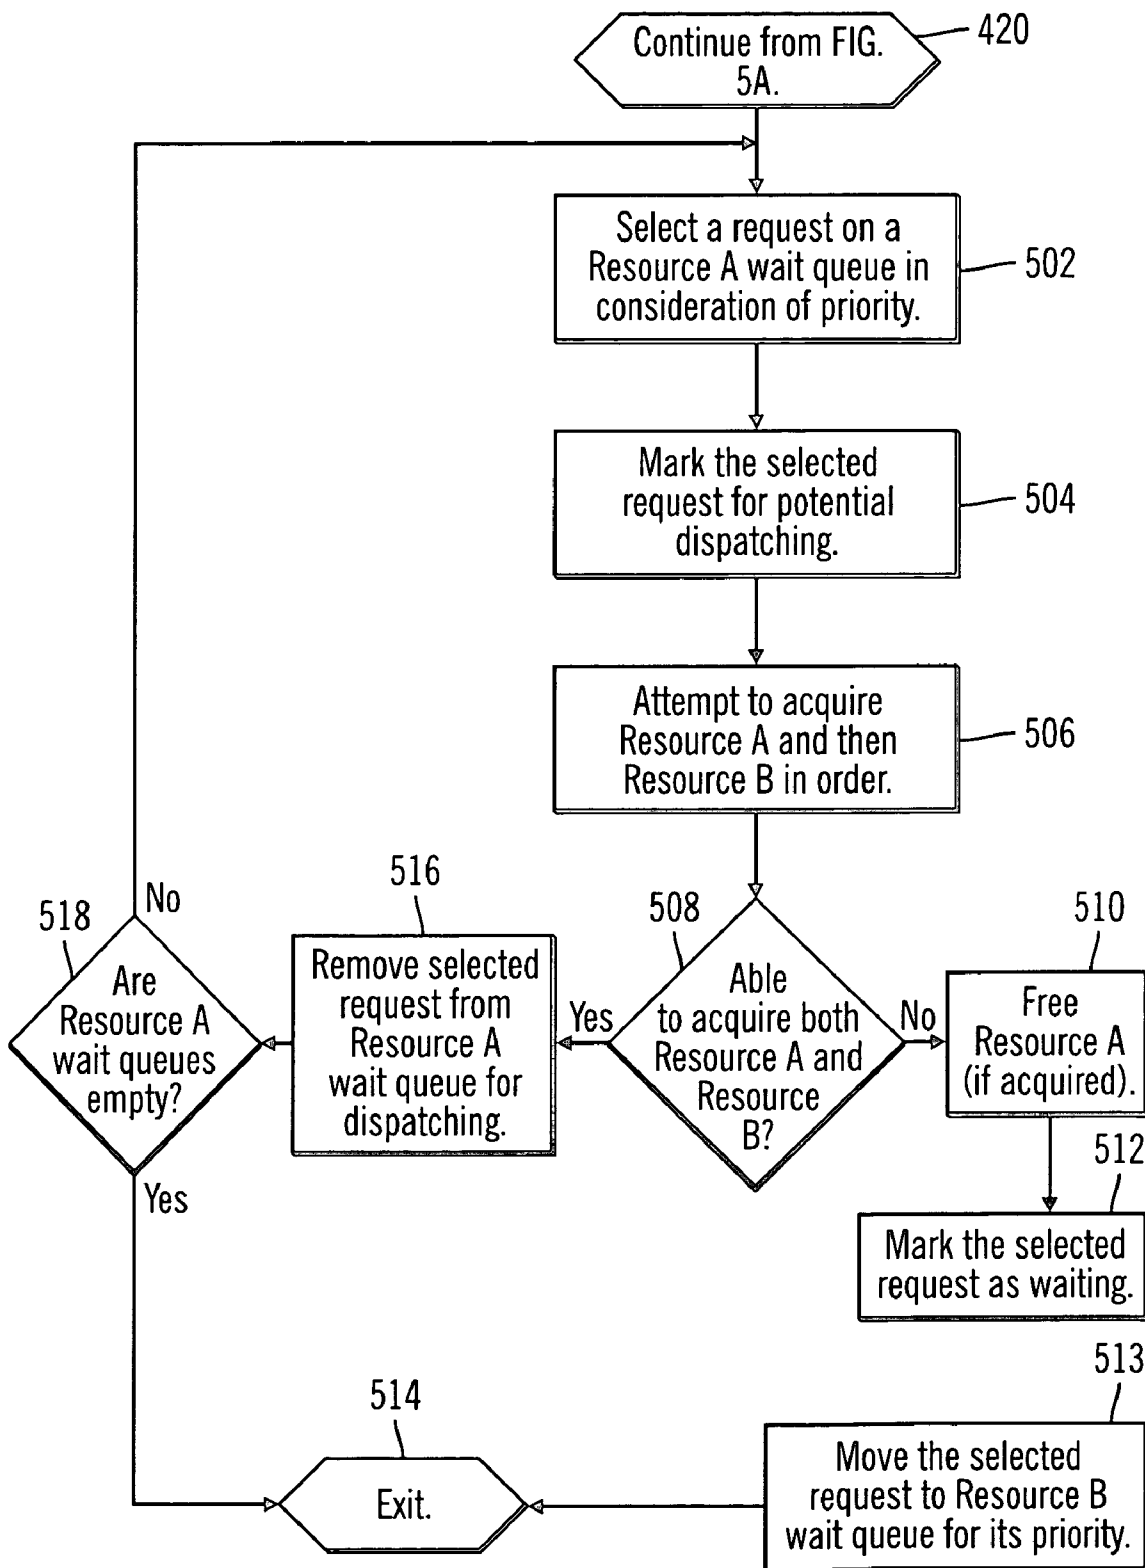 Continue from FIG.
5A.
420
Select a request on a
Resource A wait queue in
consideration of priority.
502
Mark the selected
request for potential
dispatching.
504
Attempt to acquire
Resource A and then
Resource B in order.
506
508
Able
to acquire both
Resource A and
Resource
B?
Yes
No
516
Remove selected
request from
Resource A
wait queue for
dispatching.
518
Are
Resource A
wait queues
empty?
No
Yes
510
Free
Resource A
(if acquired).
512
Mark the selected
request as waiting.
513
Move the selected
request to Resource B
wait queue for its priority.
514
Exit.